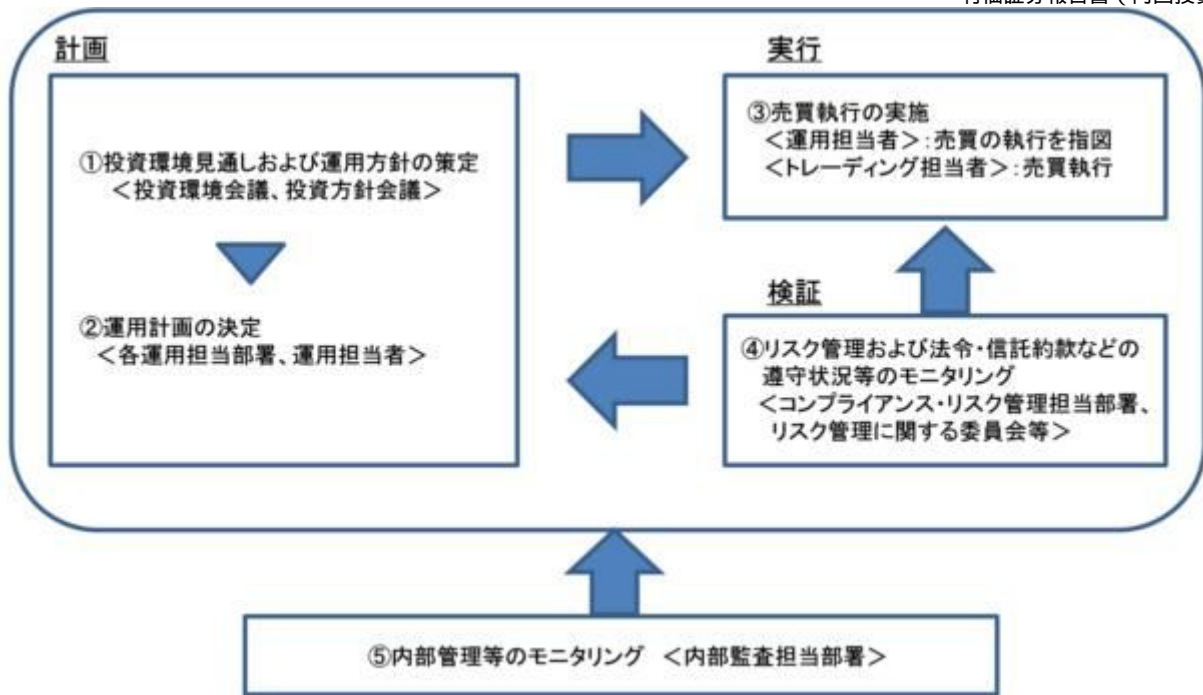 計画
①投資環境見通しおよび運用方針の策定
＜投資環境会議、投資方針会議＞
②運用計画の決定
＜各運用担当部署、運用担当者＞
実行
③売買執行の実施
＜運用担当者＞：売買の執行を指図
＜トレーディング担当者＞：売買執行
検証
④リスク管理および法令・信託約款などの
遵守状況等のモニタリング
＜コンプライアンス・リスク管理担当部署、
リスク管理に関する委員会等＞
⑤内部管理等のモニタリング ＜内部監査担当部署＞